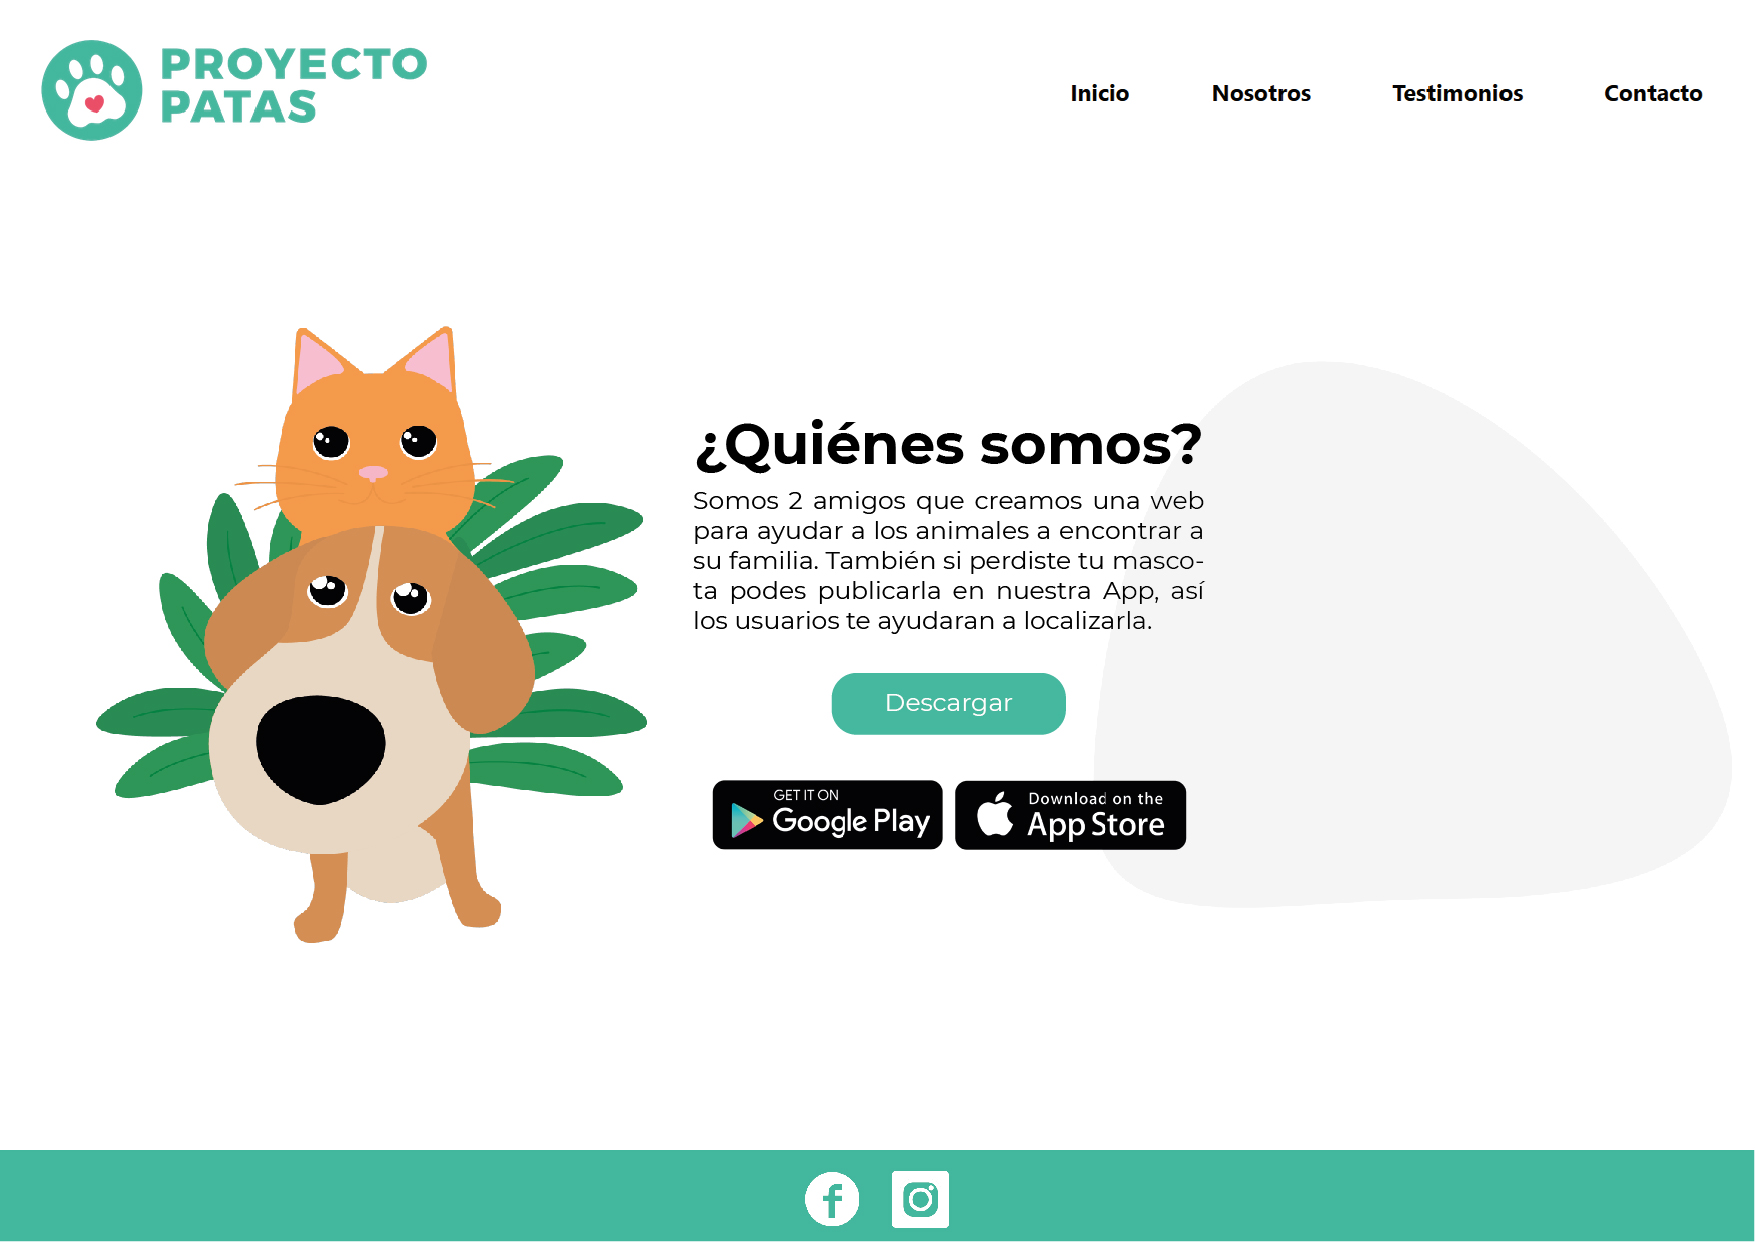 PROYECTO
PATAS
Inicio Nosotros Testimonios Contacto
¿Quiénes somos?
Somos 2 amigos que creamos una web
para ayudar a los animales a encontrar a
su familia. También si perdiste tu masco-
ta podes publicarla en nuestra App, así
los usuarios te ayudaran a localizarla.
Descargar
GET IT ON
Google Play
Download on the
App Store